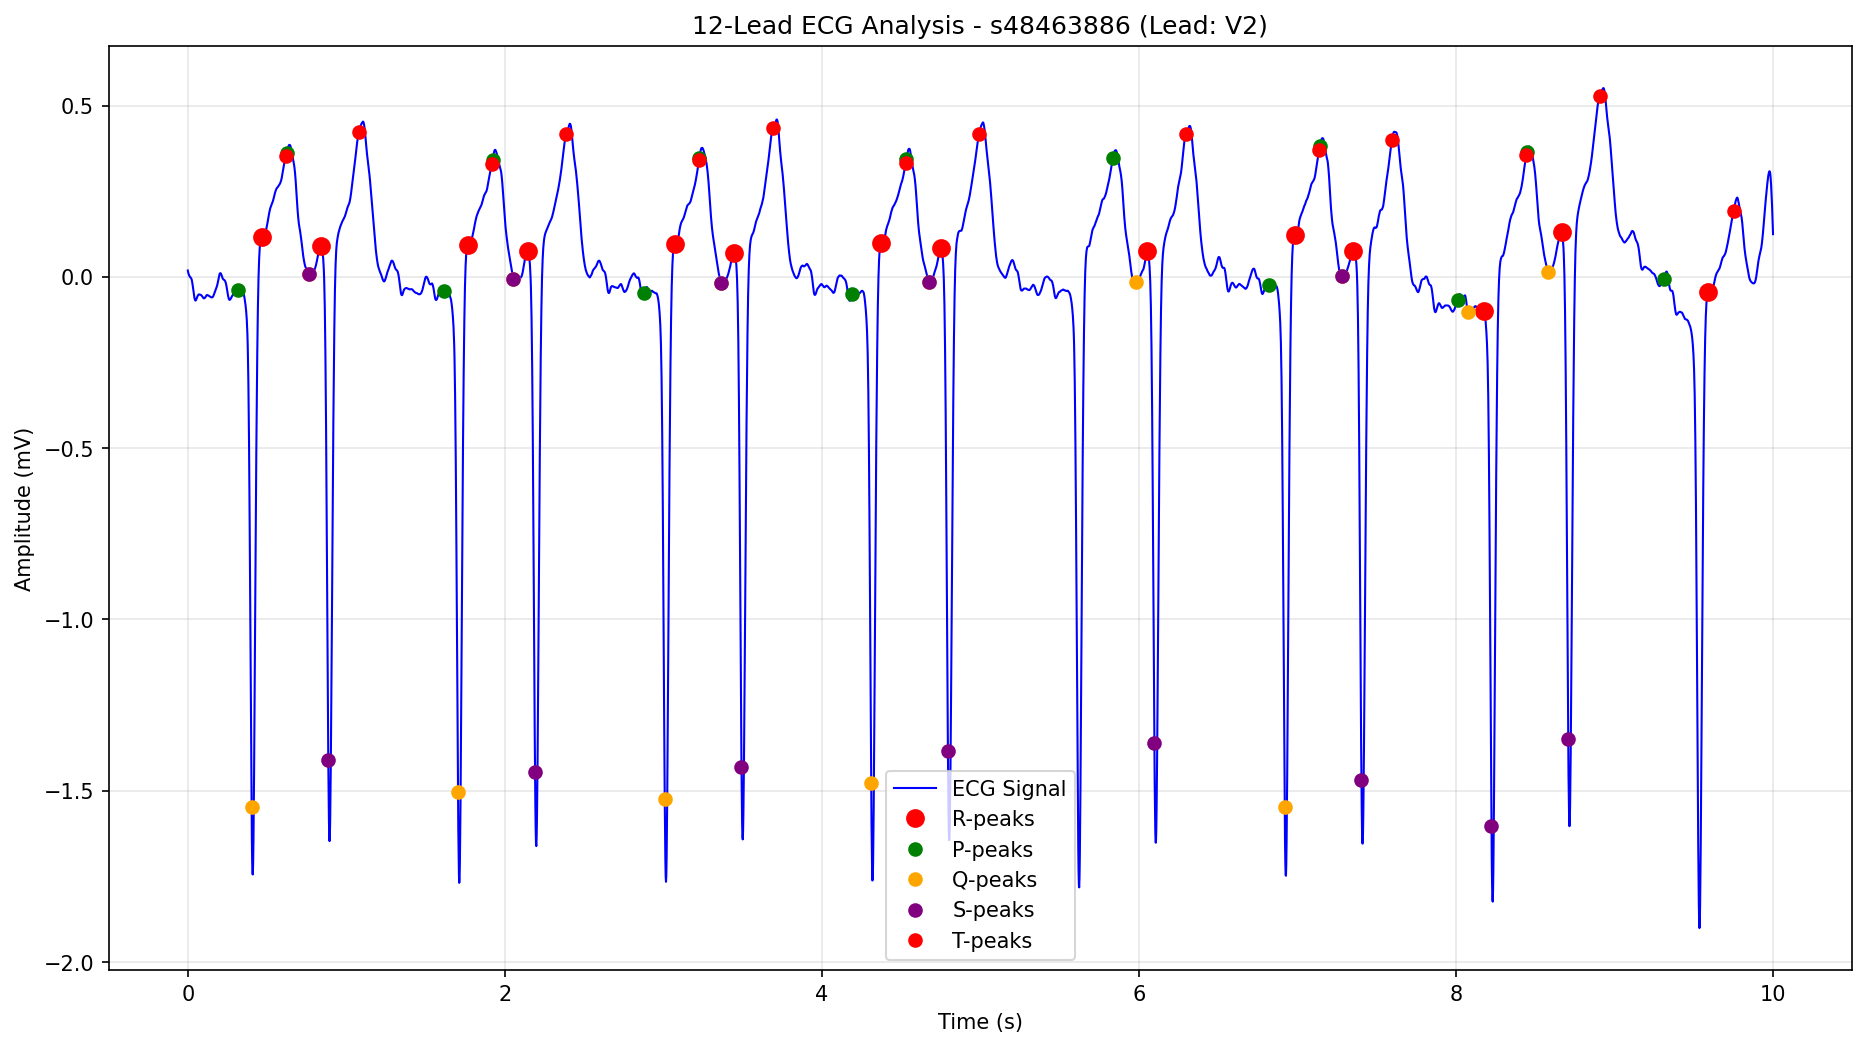 12-Lead ECG Analysis - s48463886 (Lead: V2)
0.5
0.0
−0.5
−1.0
−1.5
−2.0
Amplitude (mV)
ECG Signal
R-peaks
P-peaks
Q-peaks
S-peaks
T-peaks
0 2 4 6 8 10
Time (s)